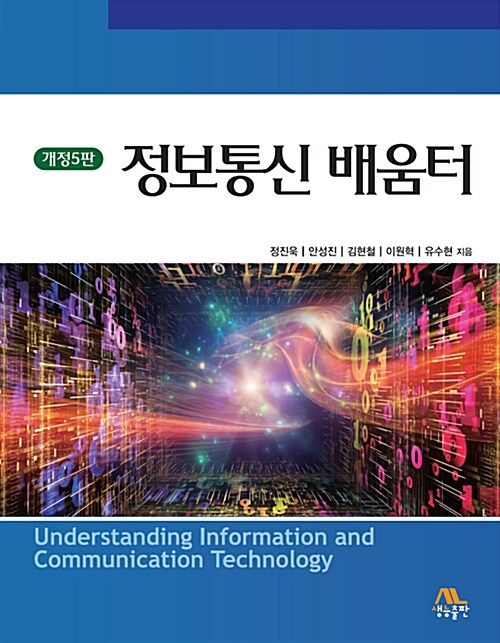 개정5판 정보통신 배움터
정진욱 | 안성진 | 김현철 | 이원혁 | 유수현 지음
Understanding Information and
Communication Technology
생능출판